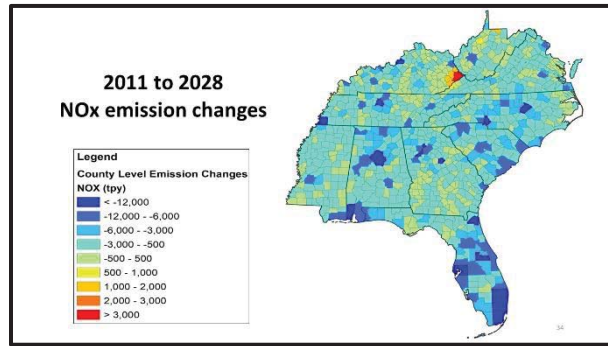 2011 to 2028
NOx emission changes
Legend
County Level Emission Changes
NOX (tpy)
< -12,000
-12,000 - -6,000
-6,000 - -3,000
-3,000 - -500
-500 - 500
500 - 1,000
1,000 - 2,000
2,000 - 3,000
> 3,000
34